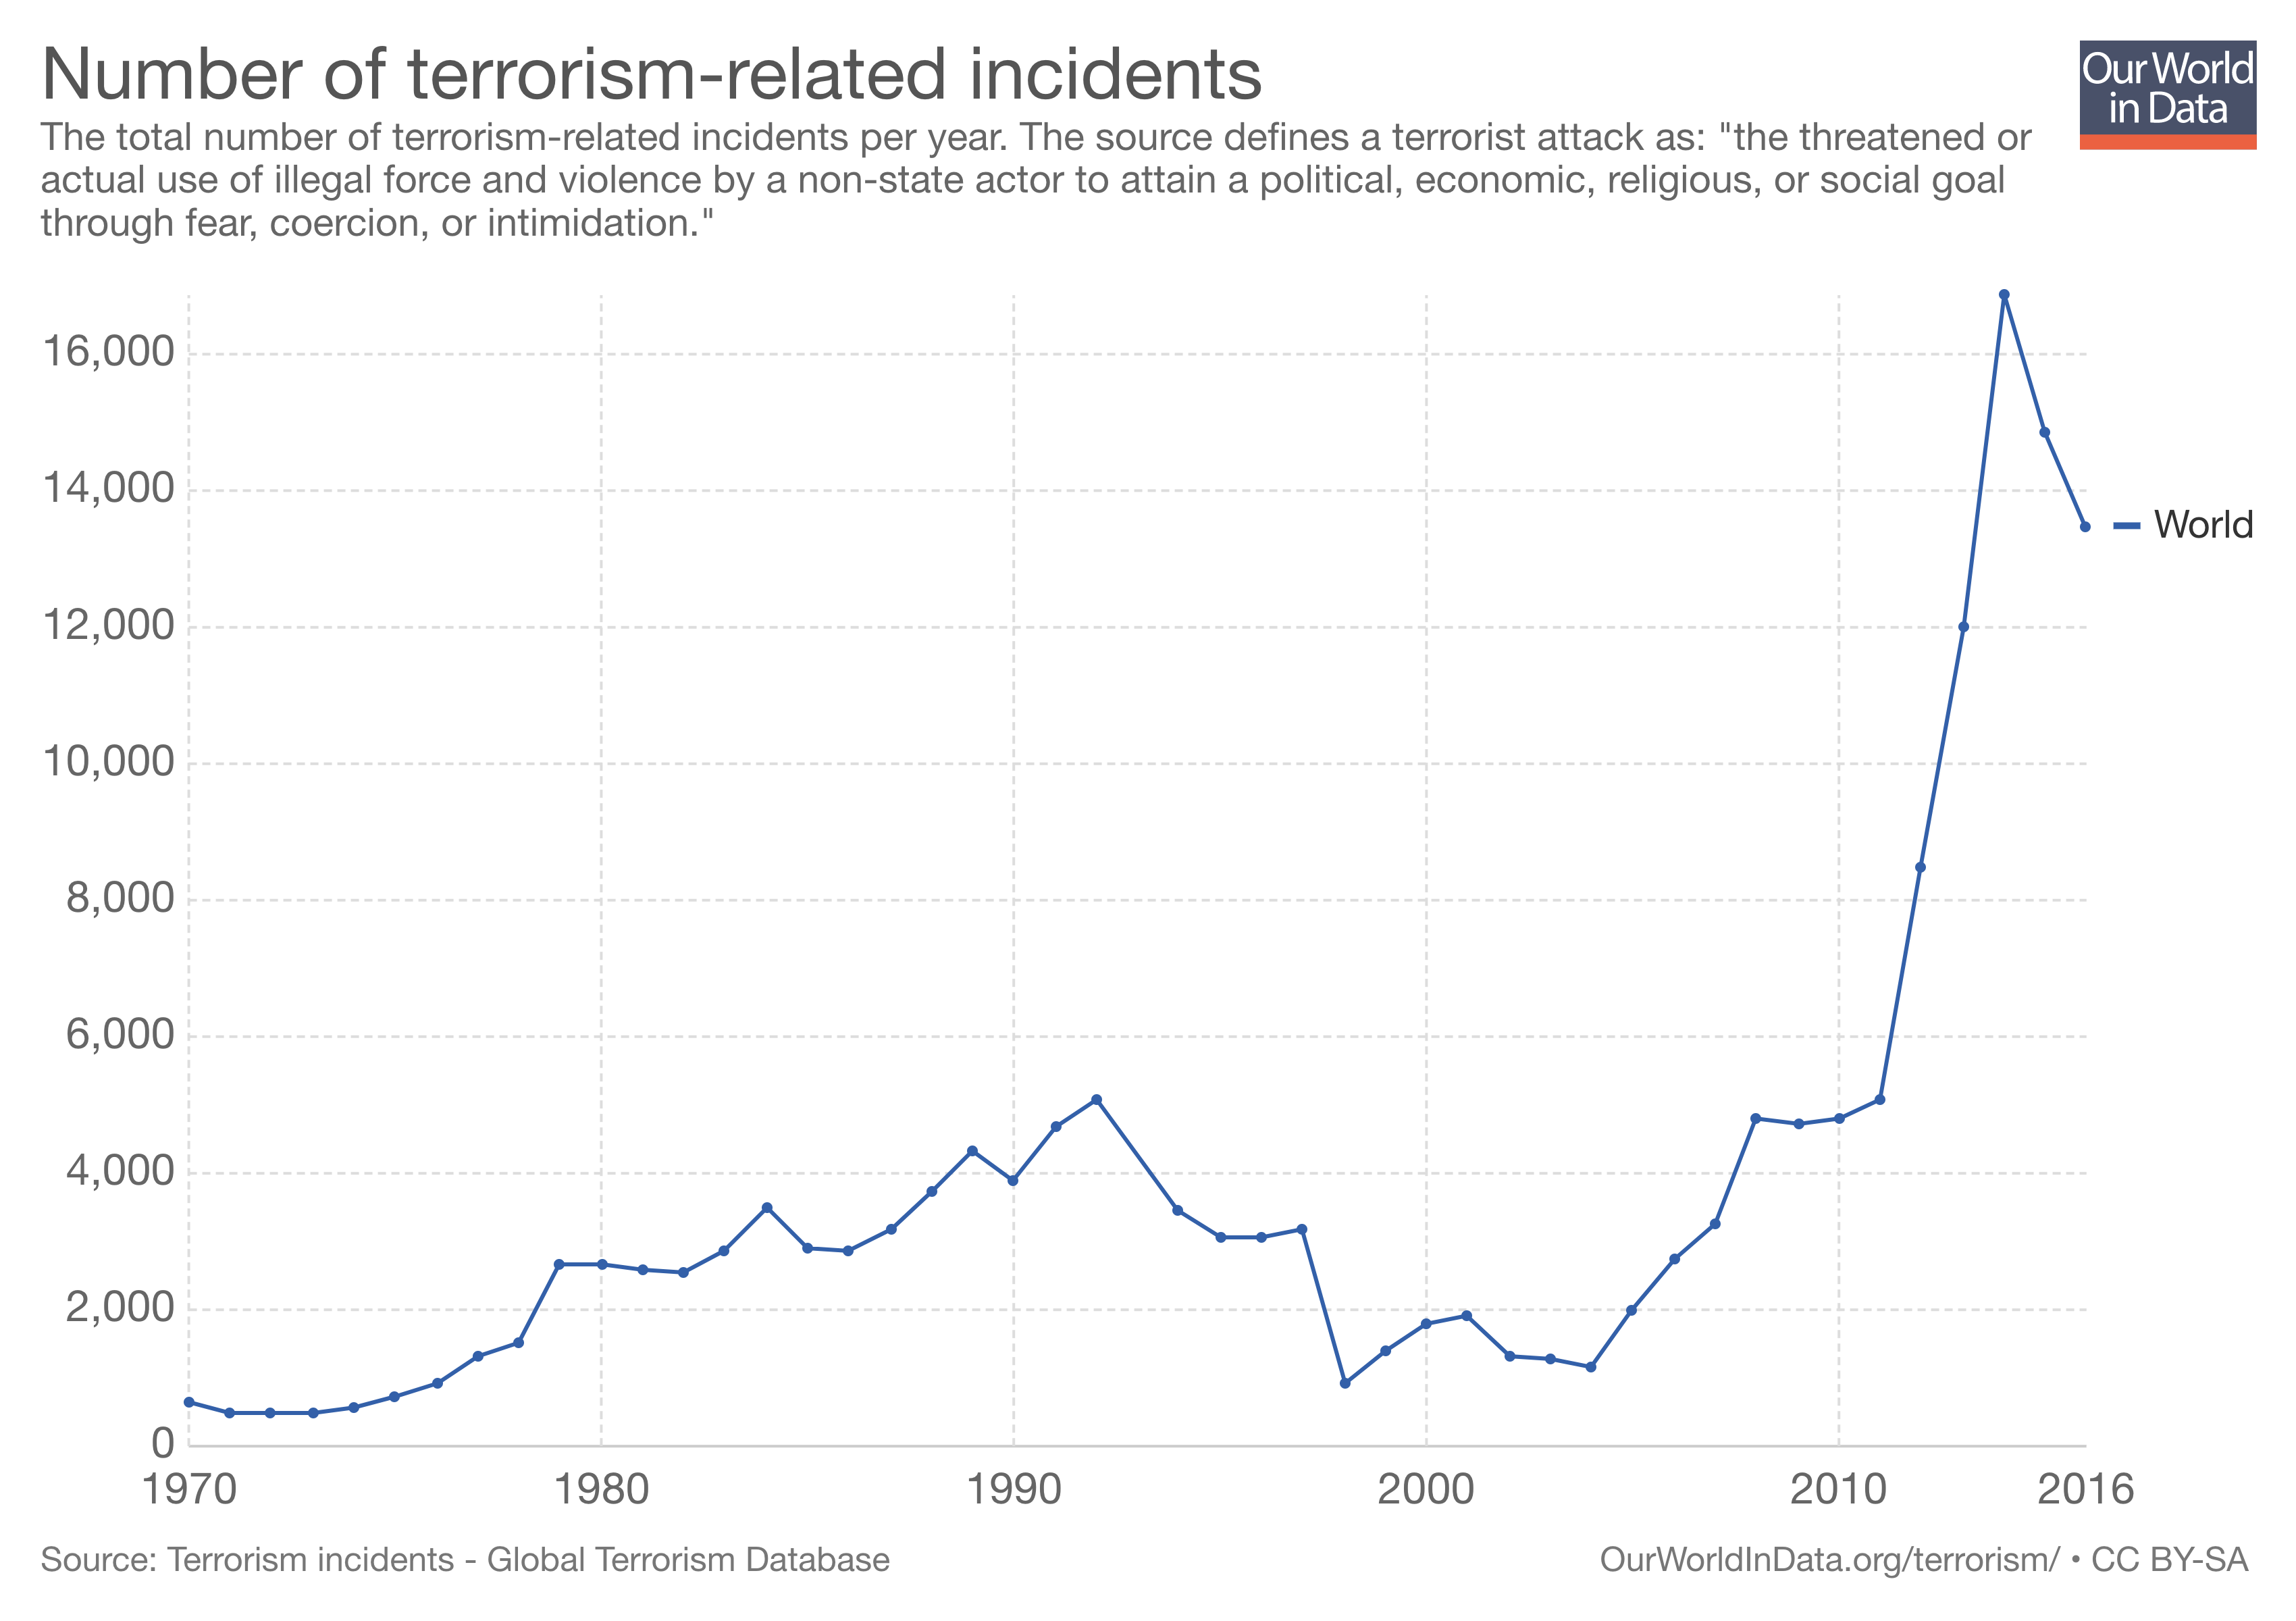 Number of terrorism-related incidents
Our World
in Data
The total number of terrorism-related incidents per year. The source defines a terrorist attack as: "the threatened or
actual use of illegal force and violence by a non-state actor to attain a political, economic, religious, or social goal
through fear, coercion, or intimidation."
16,000
14,000
World
12,000
10,000
8,000
6,000
4,000
2,000
0
1970 1980 1990 2000 2010 2016
Source: Terrorism incidents - Global Terrorism Database
OurWorldInData.org/terrorism/ • CC BY-SA